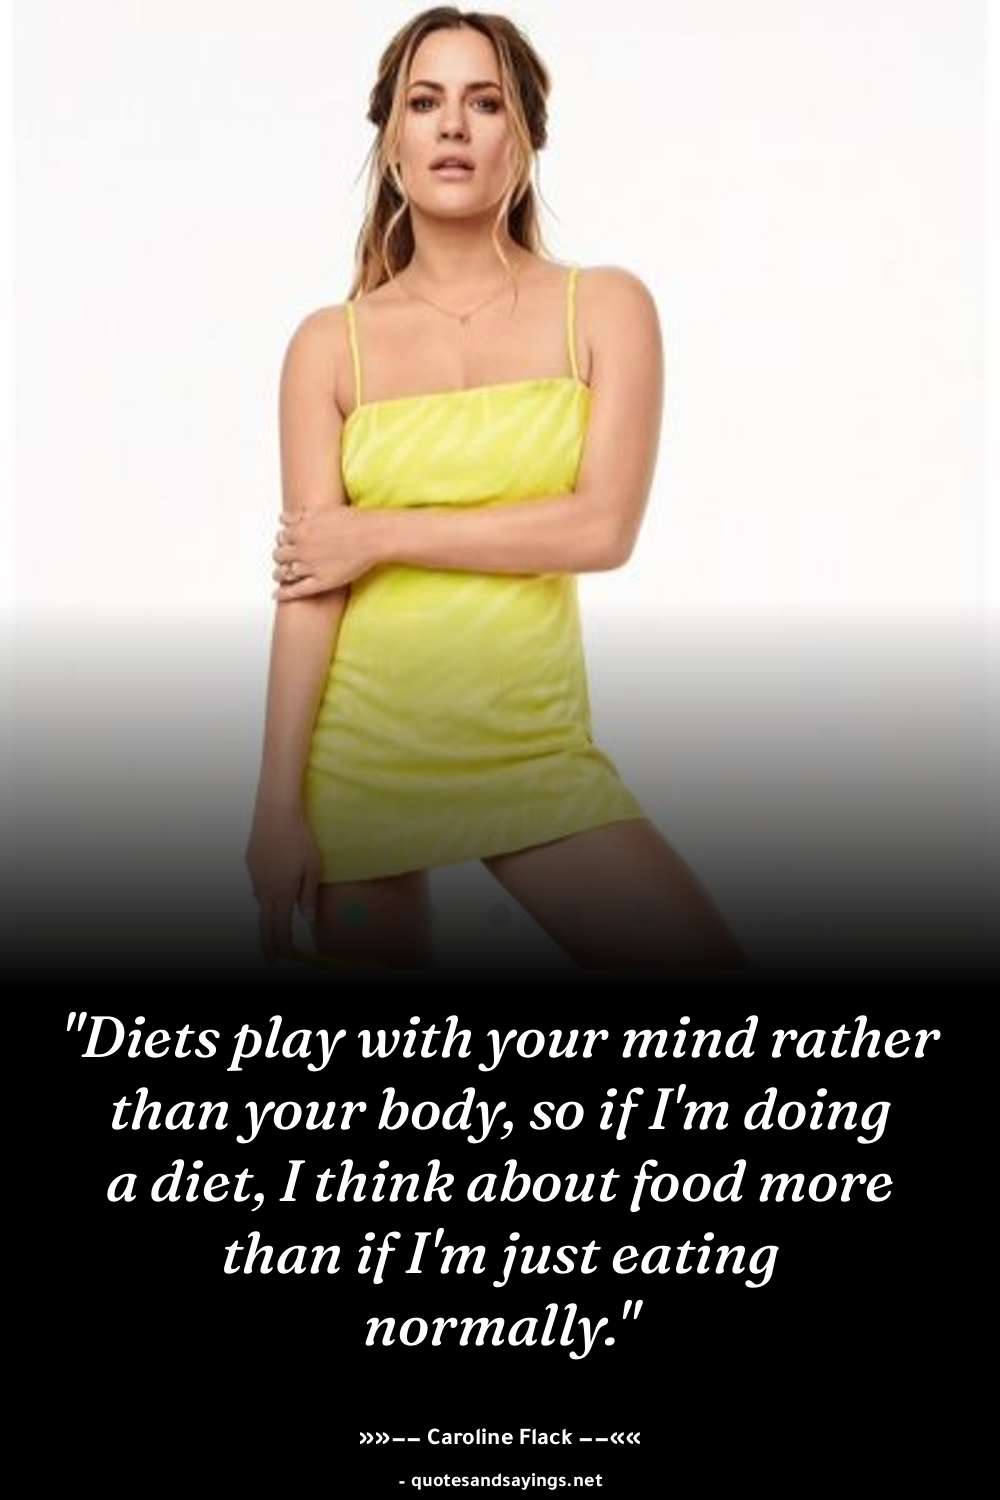 "Diets play with your mind rather
than your body, so if I'm doing
a diet, I think about food more
than if I'm just eating
normally."
»»–– Caroline Flack ––««
- quotesandsayings.net